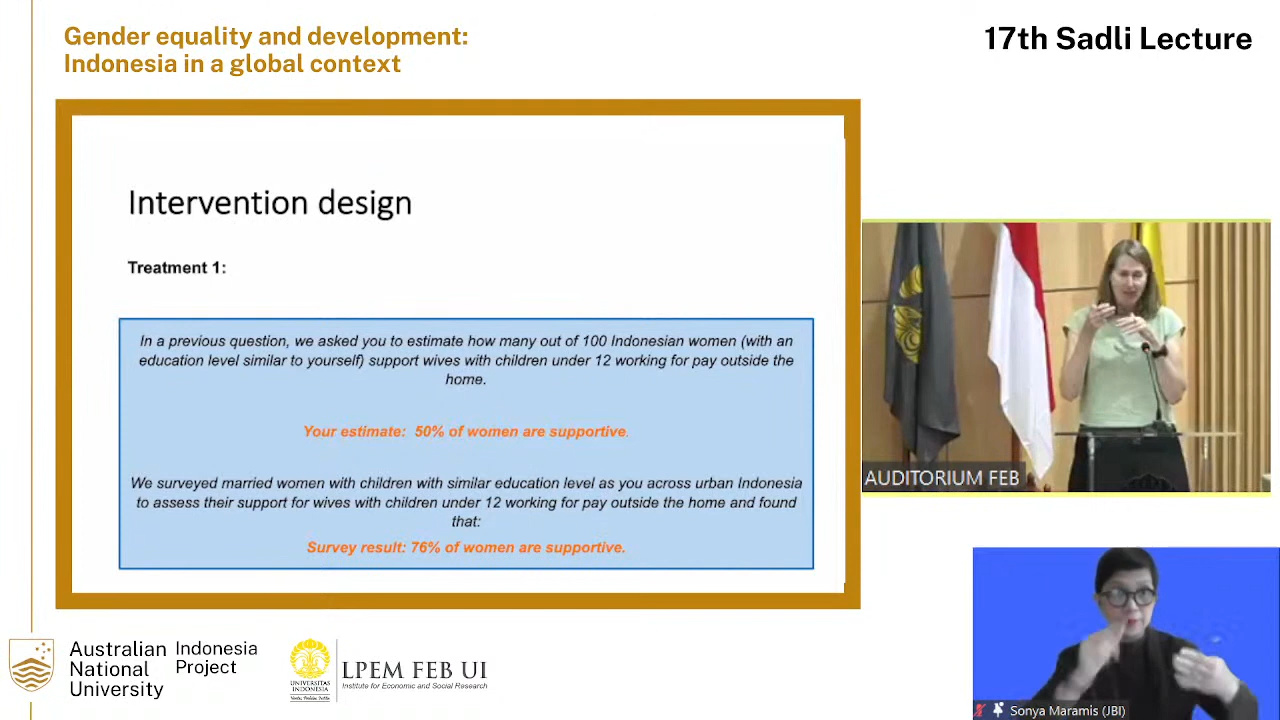 Gender equality and development:
Indonesia in a global context
17th Sadli Lecture
Intervention design
Treatment 1:
In a previous question, we asked you to estimate how many out of 100 Indonesian women (with an
education level similar to yourself) support wives with children under 12 working for pay outside the
home.
Your estimate: 50% of women are supportive.
We surveyed married women with children with similar education level as you across urban Indonesia
to assess their support for wives with children under 12 working for pay outside the home and found
that:
Survey result: 76% of women are supportive.
AUDITORIUM FEB
Australian
National
University
Indonesia
Project
UNIVERSITAS
INDONESIA
LPEM FEB UI
Institute for Economic and Social Research
Sonya Maramis (JBI)